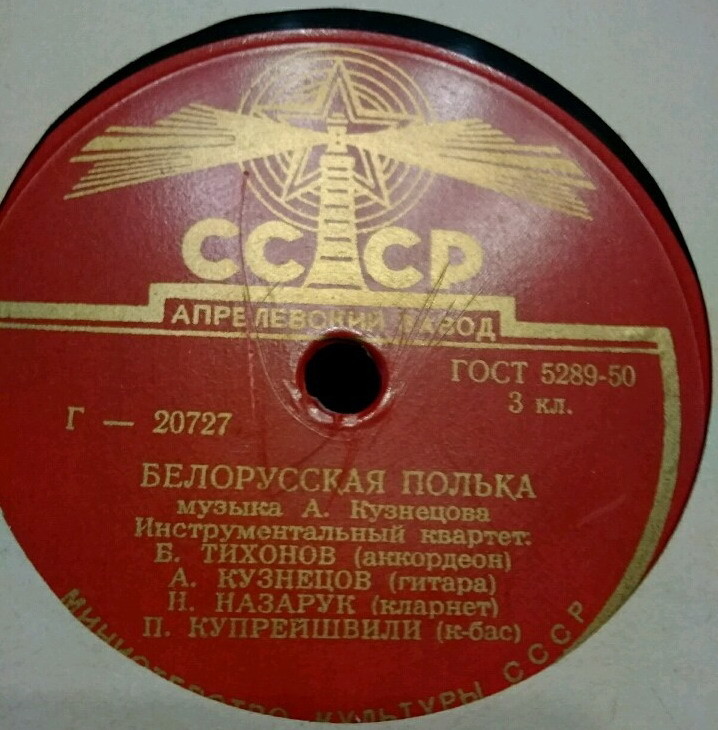 СССР
АПРЕЛЕВСКИЙ ЗАВОД
ГОСТ 5289-50
3 кл.
Г — 20727
БЕЛОРУССКАЯ ПОЛЬКА
музыка А. Кузнецова
Инструментальный квартет:
Б. ТИХОНОВ (аккордеон)
А. КУЗНЕЦОВ (гитара)
Н. НАЗАРУК (кларнет)
П. КУПРЕЙШВИЛИ (к-бас)
МИНИСТЕРСТВО КУЛЬТУРЫ СССР